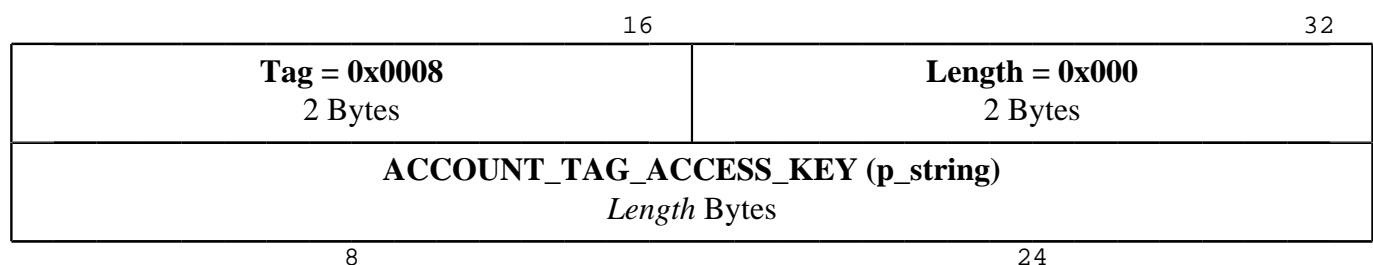 16 32
Tag = 0x0008 Length = 0x000
2 Bytes 2 Bytes
ACCOUNT_TAG_ACCESS_KEY (p_string)
Length Bytes
8 24